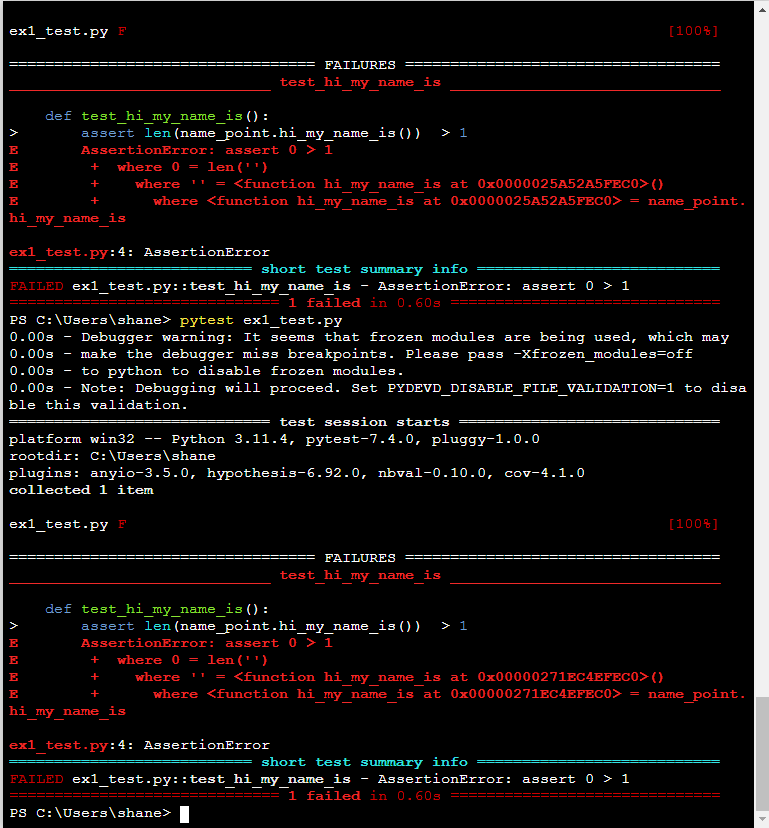 ex1_test.py F [100%]
================================== FAILURES ===================================
_____________________________ test_hi_my_name_is ______________________________
    def test_hi_my_name_is():
>       assert len(name_point.hi_my_name_is())  > 1
E       AssertionError: assert 0 > 1
E        +  where 0 = len('')
E        +    where '' = <function hi_my_name_is at 0x0000025A52A5FEC0>()
E        +      where <function hi_my_name_is at 0x0000025A52A5FEC0> = name_point.
hi_my_name_is
ex1_test.py:4: AssertionError
=========================== short test summary info ===========================
FAILED ex1_test.py::test_hi_my_name_is - AssertionError: assert 0 > 1
============================== 1 failed in 0.60s ==============================
PS C:\Users\shane> pytest ex1_test.py
0.00s - Debugger warning: It seems that frozen modules are being used, which may
0.00s - make the debugger miss breakpoints. Please pass -Xfrozen_modules=off
0.00s - to python to disable frozen modules.
0.00s - Note: Debugging will proceed. Set PYDEVD_DISABLE_FILE_VALIDATION=1 to disa
ble this validation.
============================= test session starts =============================
platform win32 -- Python 3.11.4, pytest-7.4.0, pluggy-1.0.0
rootdir: C:\Users\shane
plugins: anyio-3.5.0, hypothesis-6.92.0, nbval-0.10.0, cov-4.1.0
collected 1 item
ex1_test.py F [100%]
================================== FAILURES ===================================
_____________________________ test_hi_my_name_is ______________________________
    def test_hi_my_name_is():
>       assert len(name_point.hi_my_name_is())  > 1
E       AssertionError: assert 0 > 1
E        +  where 0 = len('')
E        +    where '' = <function hi_my_name_is at 0x00000271EC4EFEC0>()
E        +      where <function hi_my_name_is at 0x00000271EC4EFEC0> = name_point.
hi_my_name_is
ex1_test.py:4: AssertionError
=========================== short test summary info ===========================
FAILED ex1_test.py::test_hi_my_name_is - AssertionError: assert 0 > 1
============================== 1 failed in 0.60s ==============================
PS C:\Users\shane>